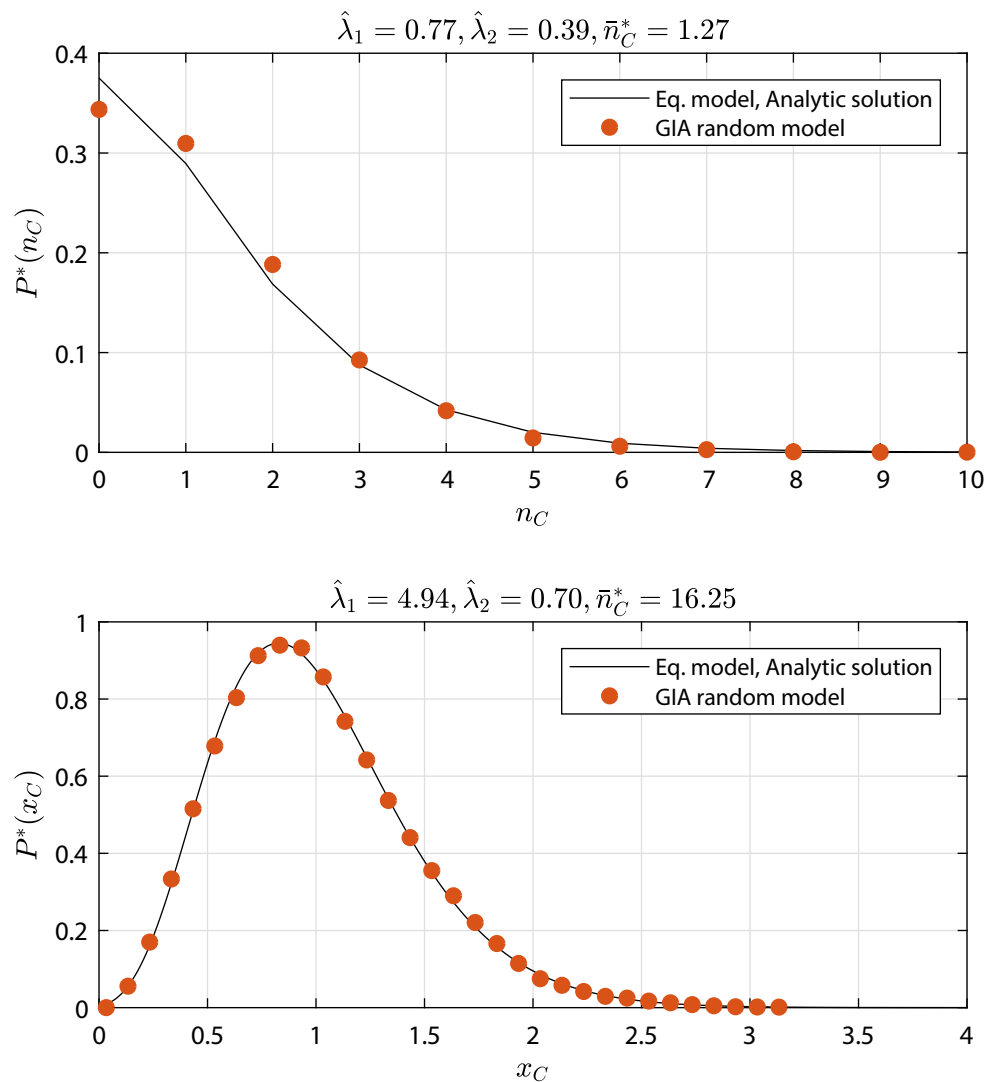 λ̂₁ = 0.77, λ̂₂ = 0.39, n̄*_C = 1.27
0.4
0.3
0.2
0.1
0
P*(n_C)
Eq. model, Analytic solution
GIA random model
0 1 2 3 4 5 6 7 8 9 10
n_C
λ̂₁ = 4.94, λ̂₂ = 0.70, n̄*_C = 16.25
1
0.8
0.6
0.4
0.2
0
P*(x_C)
Eq. model, Analytic solution
GIA random model
0 0.5 1 1.5 2 2.5 3 3.5 4
x_C